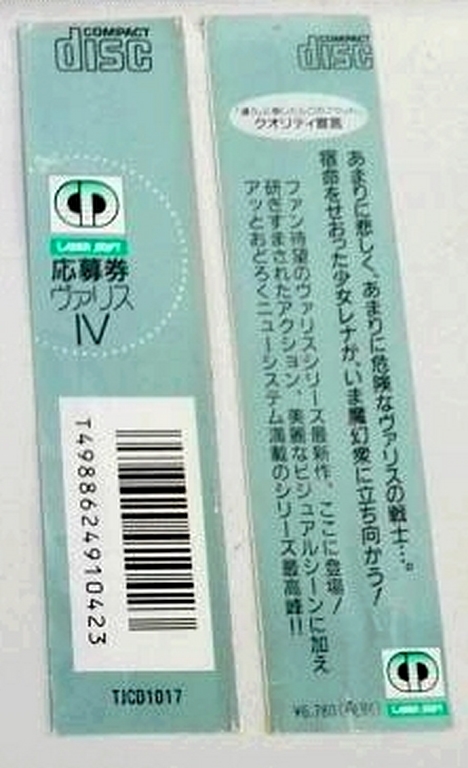 COMPACT
disc
LASER SOFT
応募券
ヴァリス
IV
T4988624910423
TJCD1017
COMPACT
disc
クオリティ宣言
あまりに悲しく、あまりに危険なヴァリスの戦士…。
宿命をせおった少女レナが、いま魔幻衆に立ち向かう!
ファン待望のヴァリスシリーズ最新作、ここに登場!
研ぎすまされたアクション、美麗なビジュアルシーンに加え
アッとおどろくニューシステム満載のシリーズ最高峰!!
¥6,780
LASER SOFT